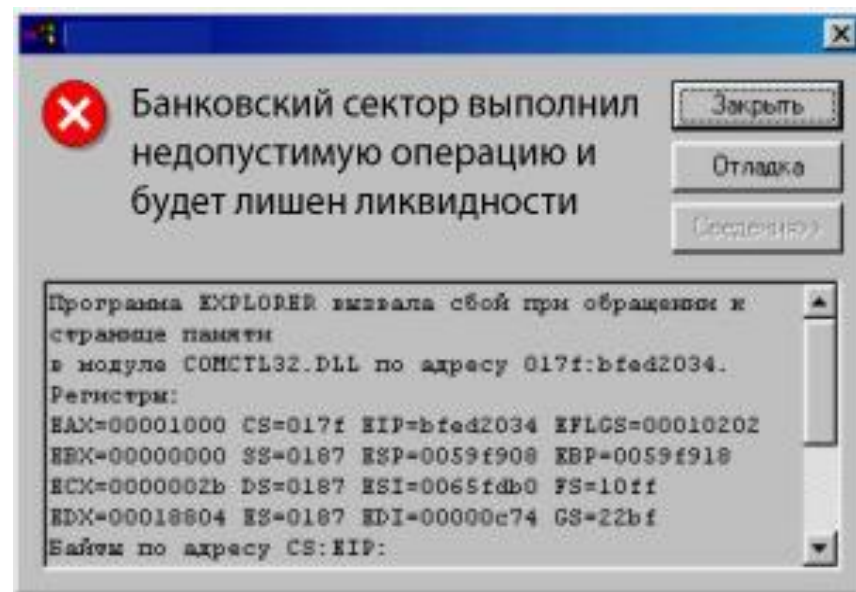 Банковский сектор выполнил
недопустимую операцию и
будет лишен ликвидности
Закрыть
Отладка
Сведения>>
Программа EXPLORER вызвала сбой при обращении к
странице памяти
в модуле COMCTL32.DLL по адресу 017f:bfed2034.
Регистры:
EAX=00001000 CS=017f EIP=bfed2034 EFLGS=00010202
EBX=00000000 SS=0187 ESP=0059f908 EBP=0059f918
ECX=0000002b DS=0187 ESI=0065fdb0 FS=10ff
EDX=00018804 ES=0187 EDI=00000c74 GS=22bf
Байты по адресу CS:EIP: